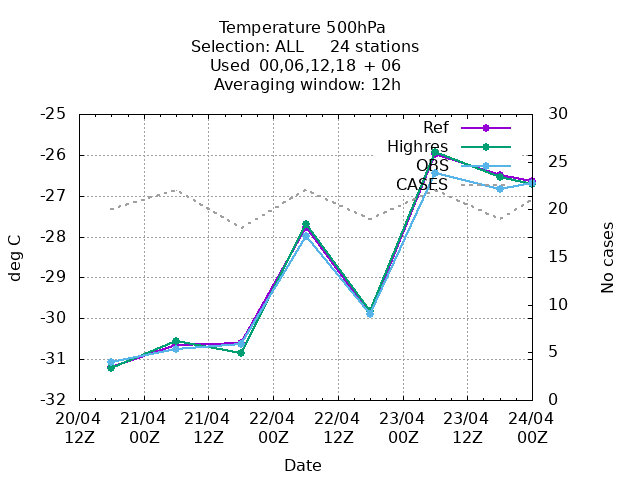 Temperature 500hPa
Selection: ALL 24 stations
Used 00,06,12,18 + 06
Averaging window: 12h
-25
-26
-27
-28
-29
-30
-31
-32
30
25
20
15
10
5
0
Ref
Highres
OBS
CASES
deg C
No cases
20/04 21/04 21/04 22/04 22/04 23/04 23/04 24/04
12Z 00Z 12Z 00Z 12Z 00Z 12Z 00Z
Date